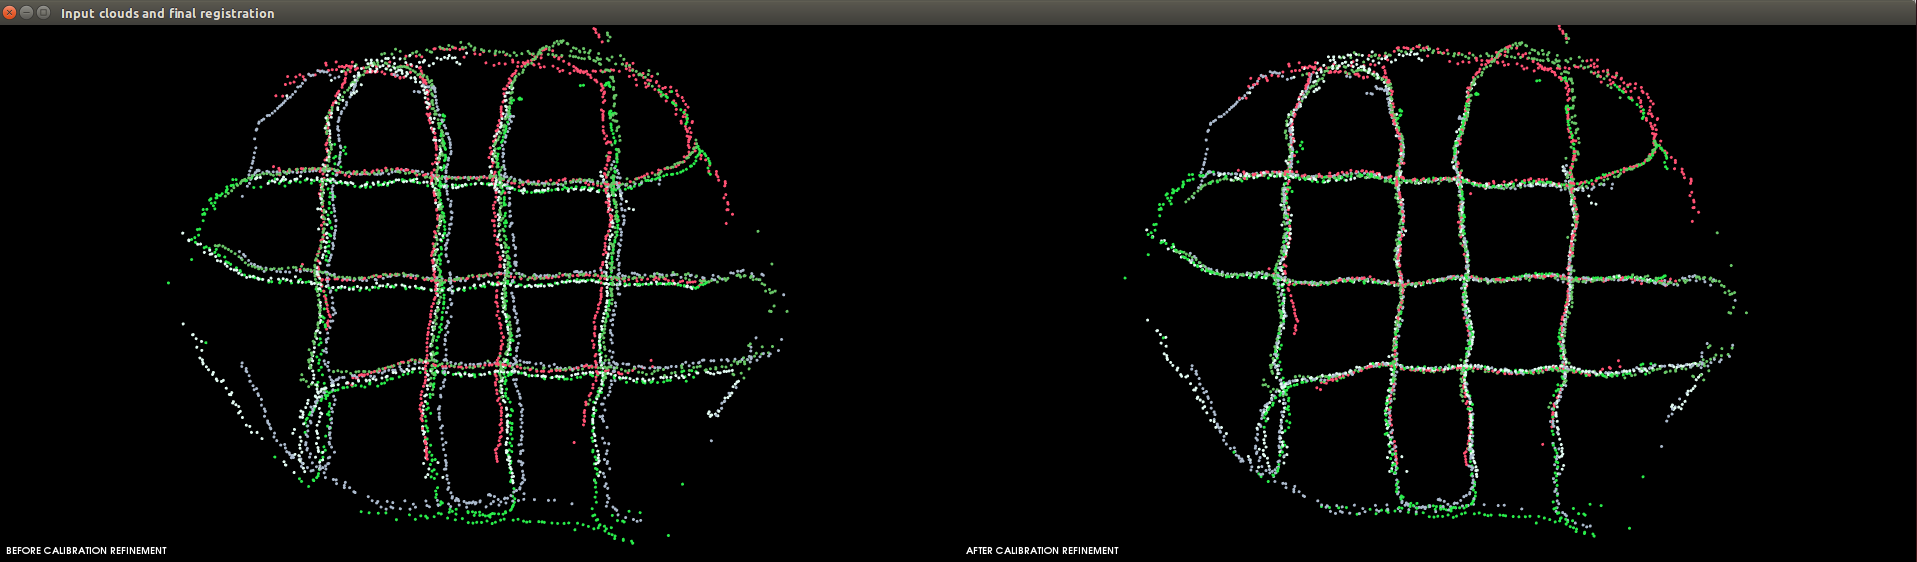 Input clouds and final registration
BEFORE CALIBRATION REFINEMENT
AFTER CALIBRATION REFINEMENT